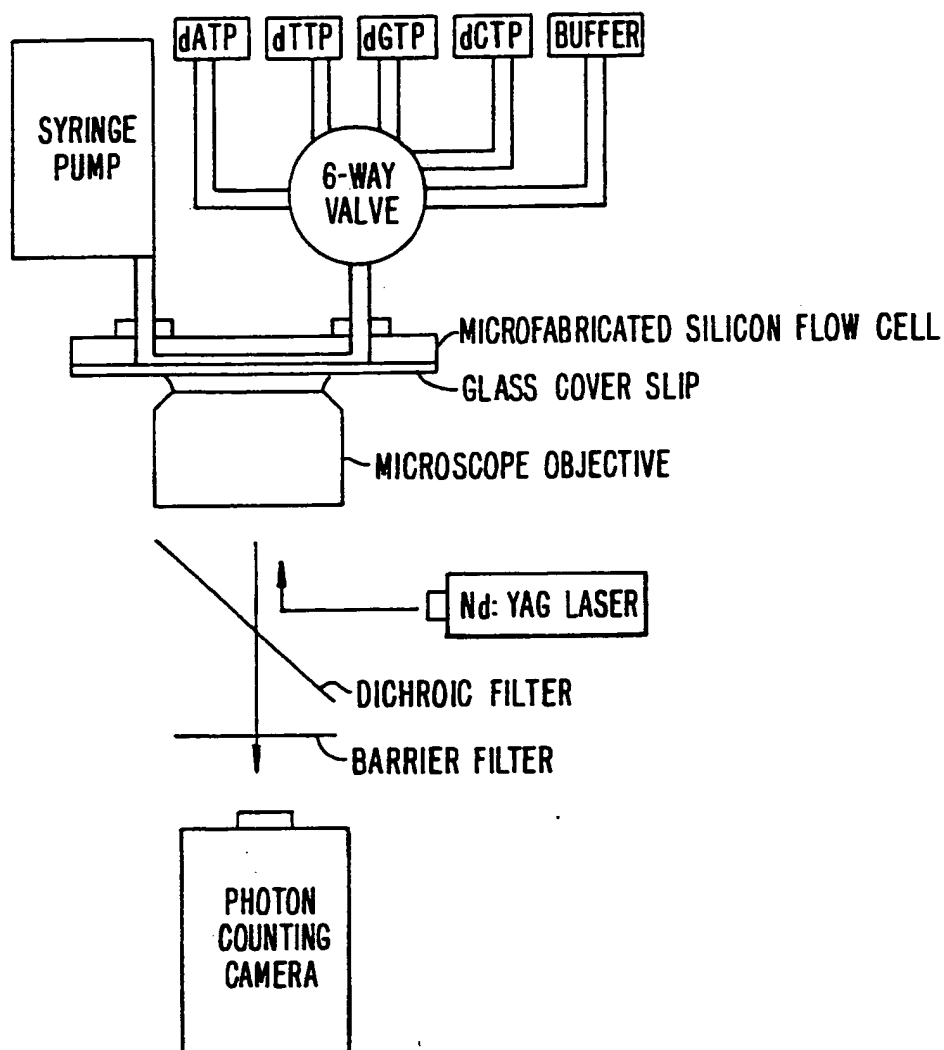 dATP
dTTP
dGTP
dCTP
BUFFER
SYRINGE
PUMP
6-WAY
VALVE
MICROFABRICATED SILICON FLOW CELL
GLASS COVER SLIP
MICROSCOPE OBJECTIVE
Nd: YAG LASER
DICHROIC FILTER
BARRIER FILTER
PHOTON
COUNTING
CAMERA